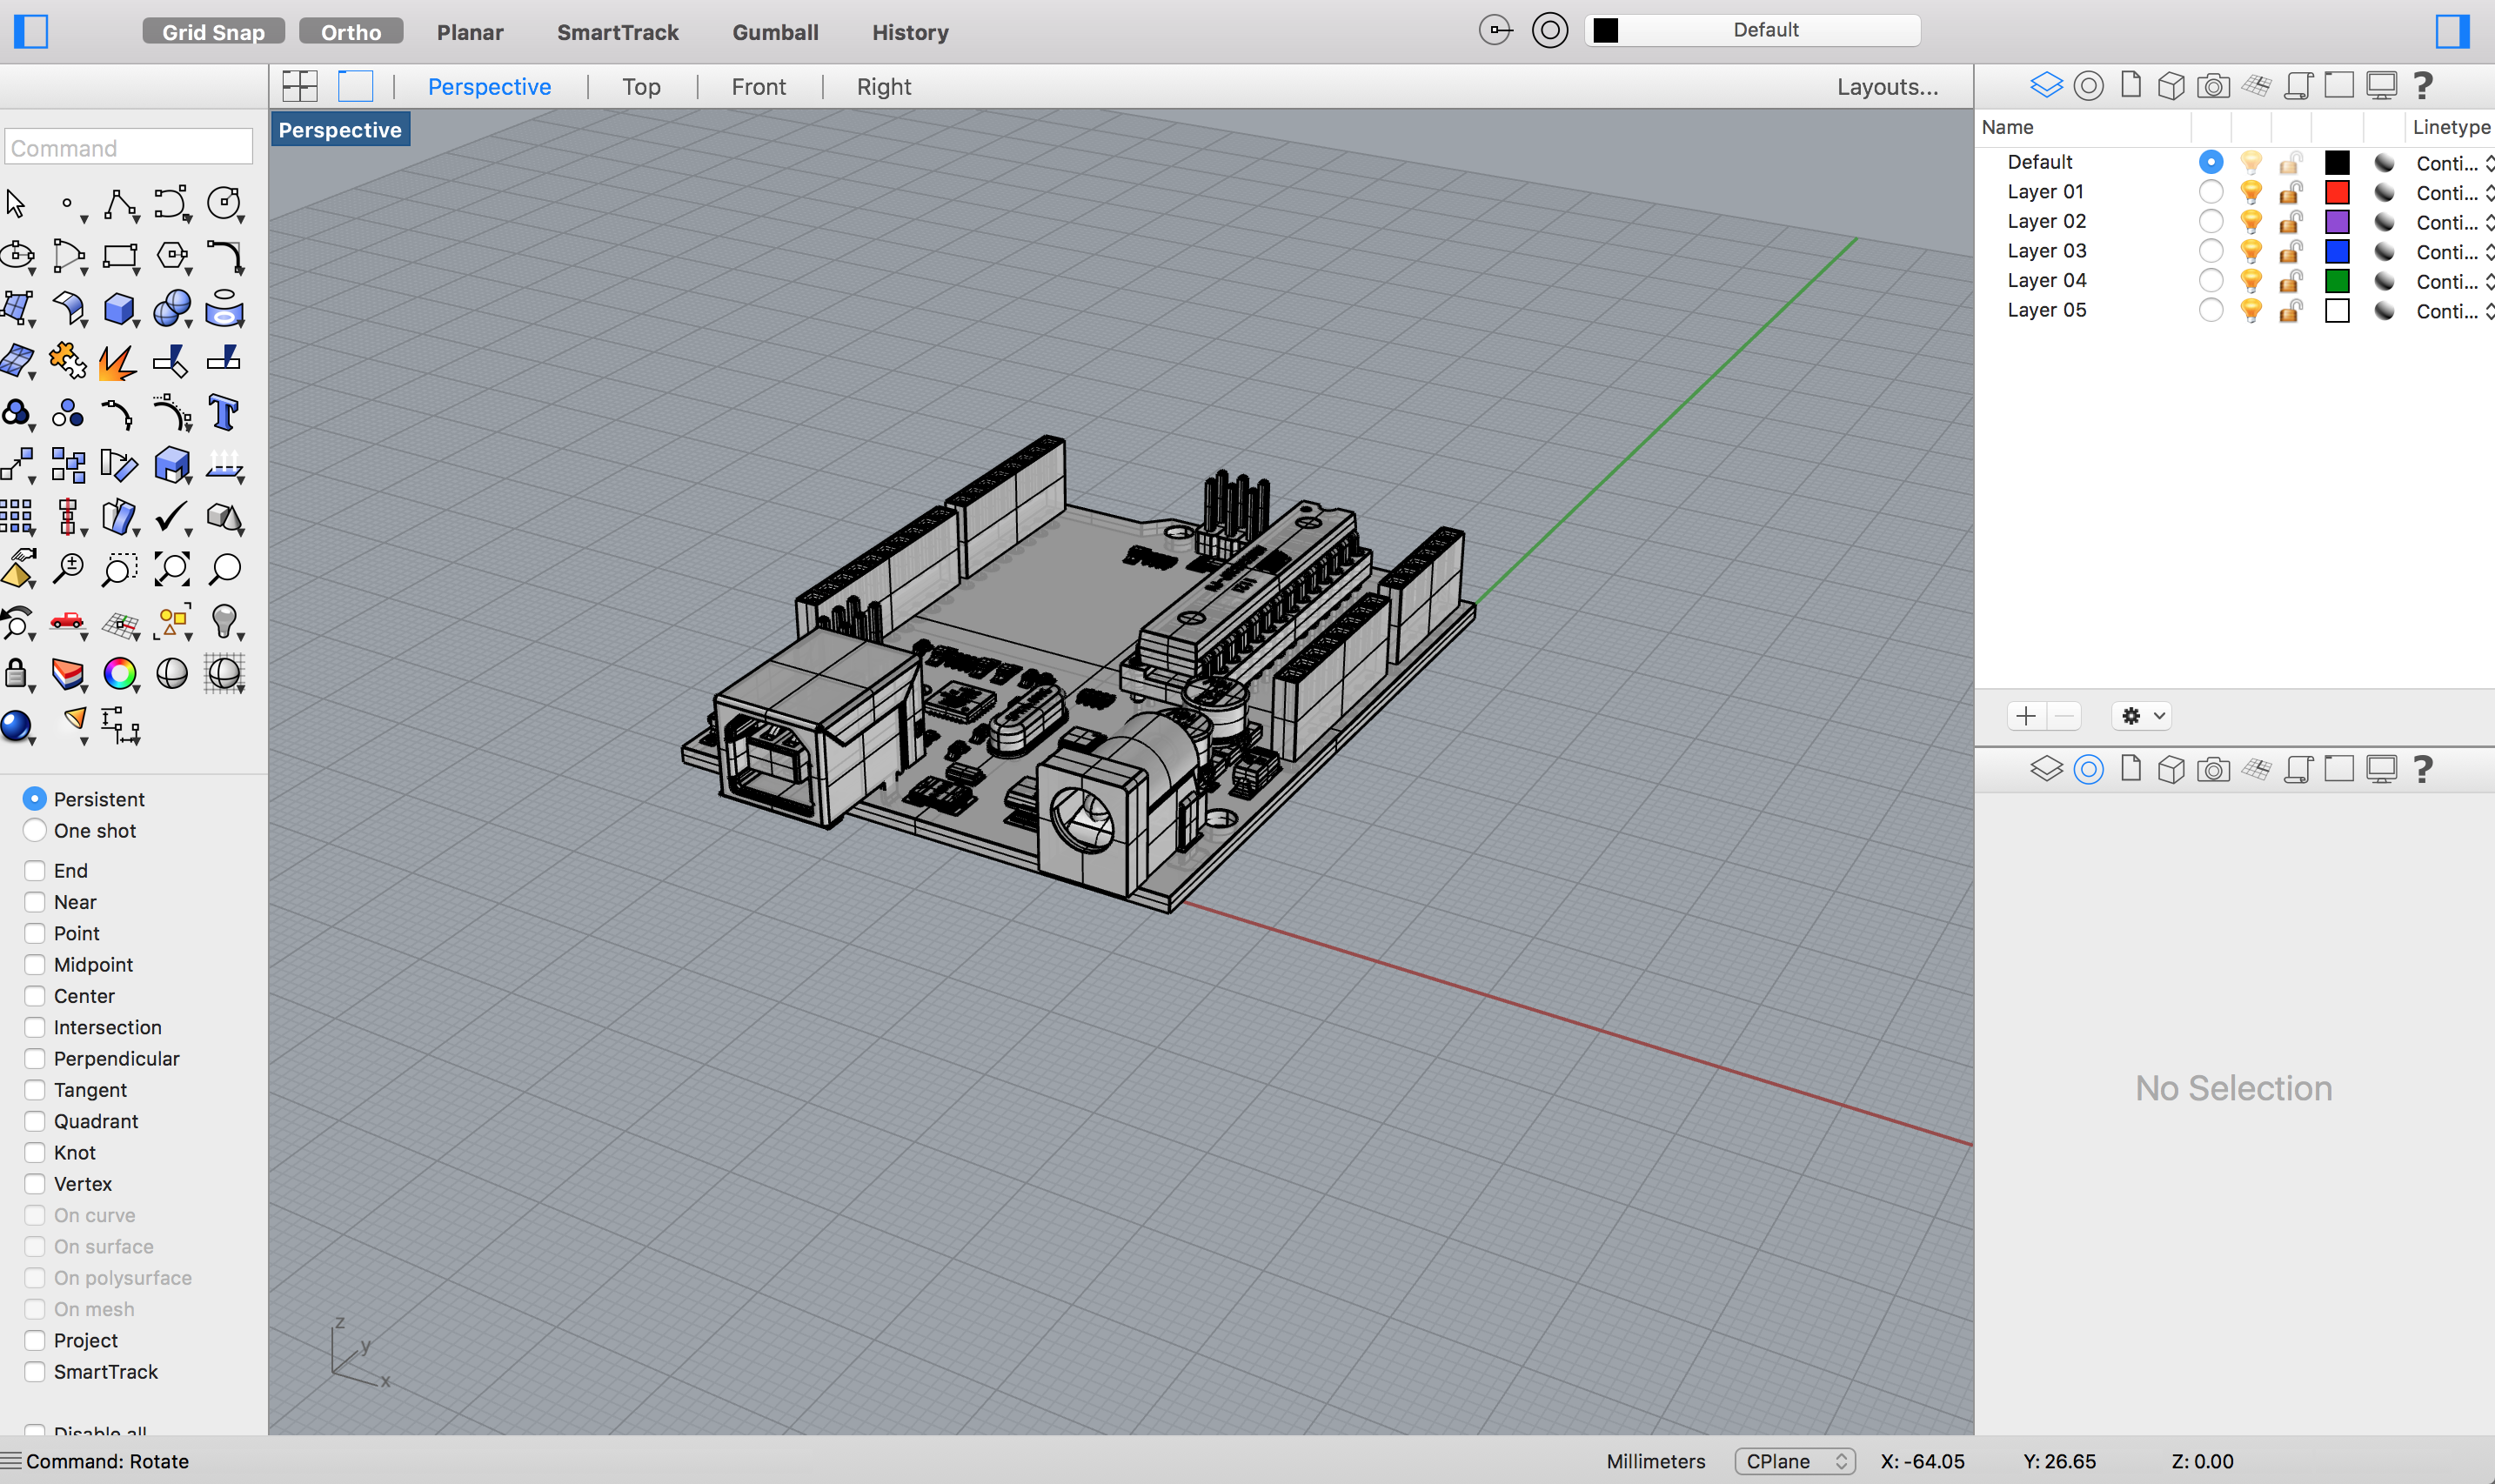 Grid Snap Ortho Planar SmartTrack Gumball History Default
Perspective Top Front Right Layouts...
Perspective
Command
Name Linetype
Default Conti...
Layer 01 Conti...
Layer 02 Conti...
Layer 03 Conti...
Layer 04 Conti...
Layer 05 Conti...
Persistent
One shot
End
Near
Point
Midpoint
Center
Intersection
Perpendicular
Tangent
Quadrant
Knot
Vertex
On curve
On surface
On polysurface
On mesh
Project
SmartTrack
Disable all
No Selection
z
y
x
Command: Rotate Millimeters CPlane X: -64.05 Y: 26.65 Z: 0.00